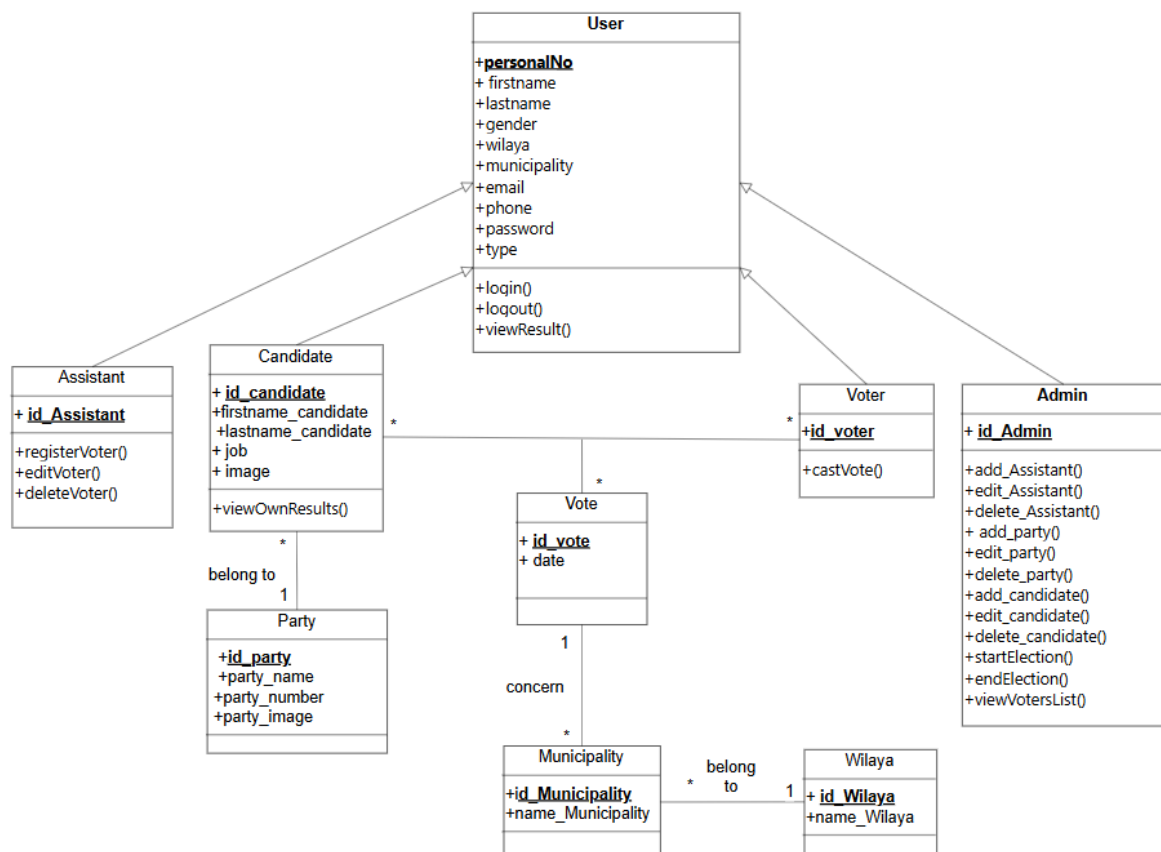 User
+personalNo
+ firstname
+lastname
+gender
+wilaya
+municipality
+email
+phone
+password
+type
+login()
+logout()
+viewResult()
Assistant
+ id_Assistant
+registerVoter()
+editVoter()
+deleteVoter()
Candidate
+ id_candidate
+firstname_candidate
+lastname_candidate
+ job
+ image
+viewOwnResults()
*
*
Voter
+id_voter
+castVote()
Admin
+ id_Admin
+add_Assistant()
+edit_Assistant()
+delete_Assistant()
+ add_party()
+edit_party()
+delete_party()
+add_candidate()
+edit_candidate()
+delete_candidate()
+startElection()
+endElection()
+viewVotersList()
*
Vote
+ id_vote
+ date
*
belong to
1
Party
+id_party
+party_name
+party_number
+party_image
1
concern
*
Municipality
+id_Municipality
+name_Municipality
belong
* to 1
Wilaya
+ id_Wilaya
+name_Wilaya